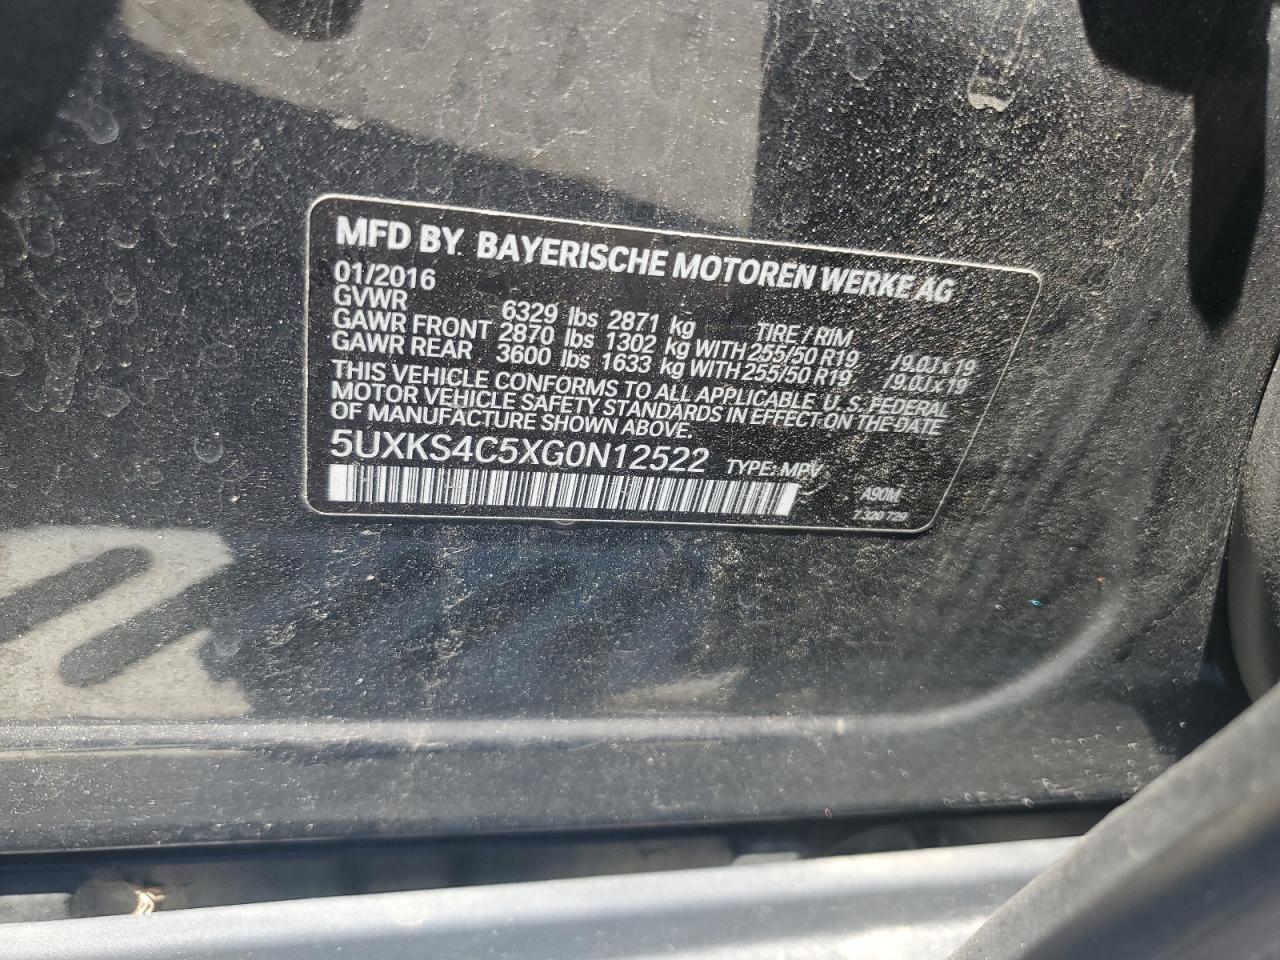 MFD BY. BAYERISCHE MOTOREN WERKE AG
01/2016
GVWR 6329 lbs 2871 kg TIRE / RIM
GAWR FRONT 2870 lbs 1302 kg WITH 255/50 R19 /9.0J x 19
GAWR REAR 3600 lbs 1633 kg WITH 255/50 R19 /9.0J x 19
THIS VEHICLE CONFORMS TO ALL APPLICABLE U.S. FEDERAL
MOTOR VEHICLE SAFETY STANDARDS IN EFFECT ON THE DATE
OF MANUFACTURE SHOWN ABOVE.
5UXKS4C5XG0N12522 TYPE: MPV
A90M
7 320 729